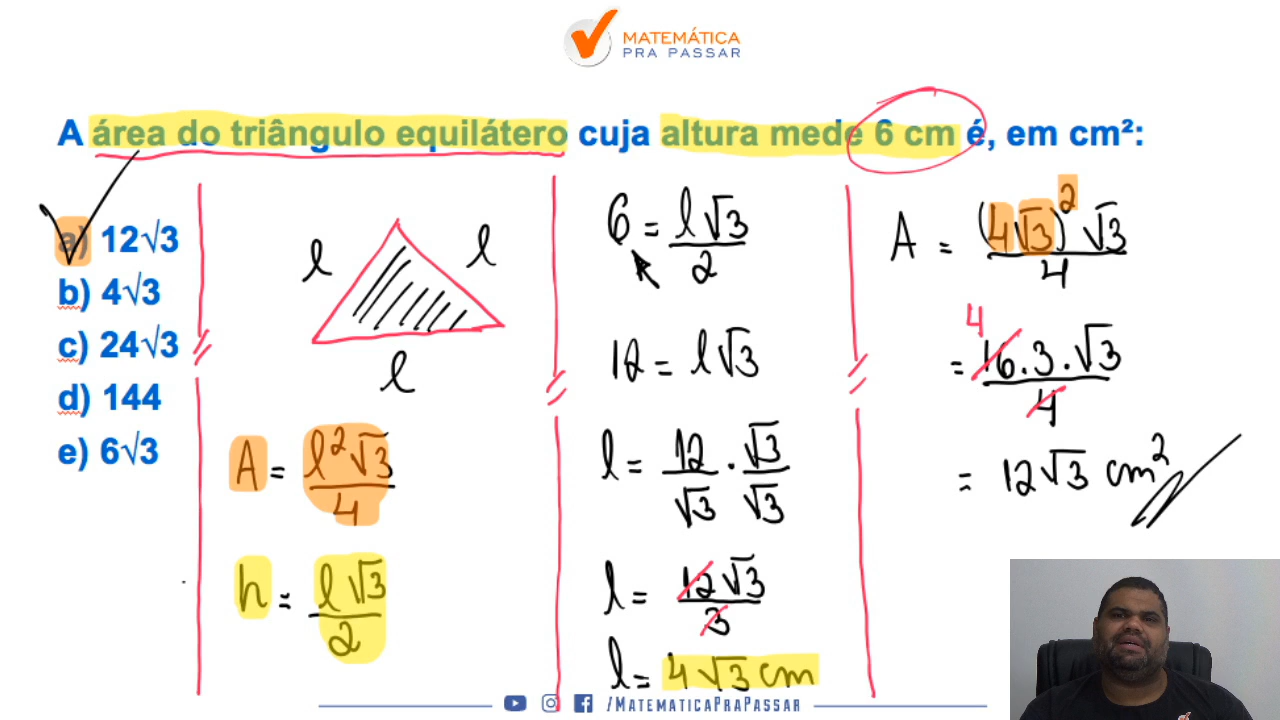 MATEMÁTICA
PRA PASSAR
A área do triângulo equilátero cuja altura mede 6 cm é, em cm²:
a) 12√3
b) 4√3
c) 24√3
d) 144
e) 6√3
l l
l
A = l²√3/4
h = l√3/2
6 = l√3/2
12 = l√3
l = 12/√3 . √3/√3
l = 12√3/3
l = 4√3 cm
A = (4√3)²√3/4
4
= 16.3.√3/4
= 12√3 cm²
/MatematicaPraPassar